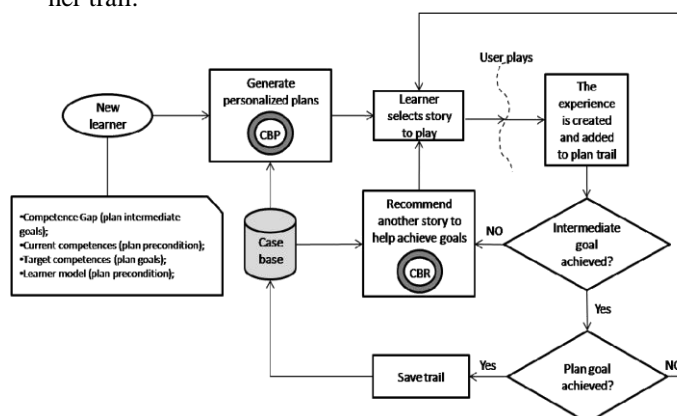 her trail.
New
learner
Generate
personalized plans
CBP
Learner
selects story
to play
User plays
The
experience
is created
and added
to plan trail
•Competence Gap (plan intermediate
goals);
•Current competences (plan precondition);
•Target competences (plan goals);
•Learner model (plan precondition);
Case
base
Recommend
another story to
help achieve goals
CBR
NO
Intermediate
goal
achieved?
Yes
Save trail
Yes
Plan goal
achieved?
NO